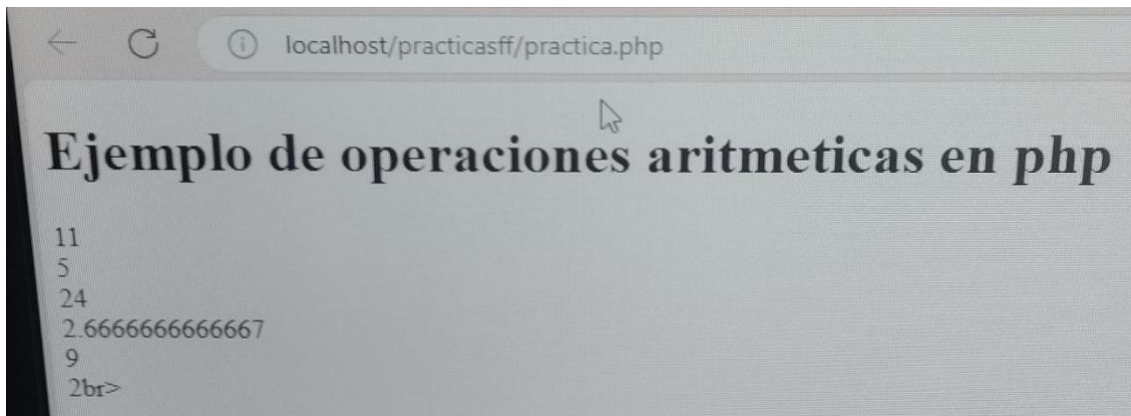 localhost/practicasff/practica.php
Ejemplo de operaciones aritmeticas en php
11
5
24
2.6666666666667
9
2br>